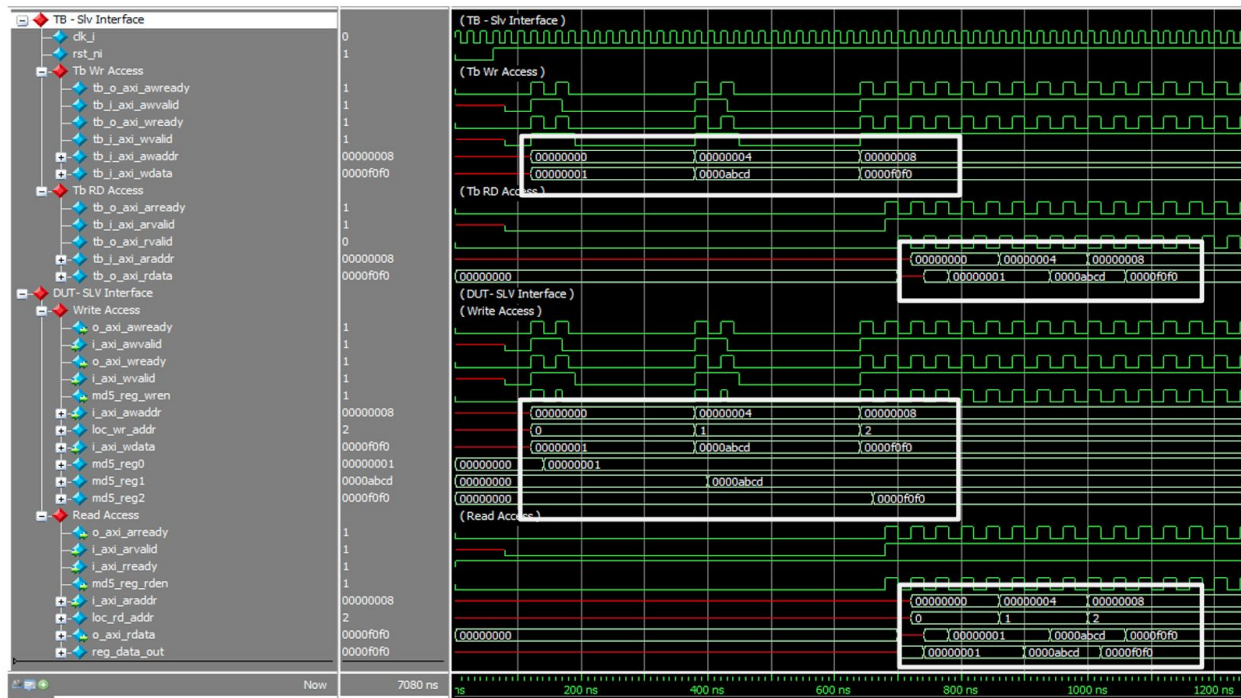 TB - Slv Interface ( TB - Slv Interface )
clk_i 0
rst_ni 1
Tb Wr Access ( Tb Wr Access )
tb_o_axi_awready 1
tb_i_axi_awvalid 1
tb_o_axi_wready 1
tb_i_axi_wvalid 1
tb_i_axi_awaddr 00000008 00000000 00000004 00000008
tb_i_axi_wdata 0000f0f0 00000001 0000abcd 0000f0f0
Tb RD Access ( Tb RD Access )
tb_o_axi_arready 1
tb_i_axi_arvalid 1
tb_o_axi_rvalid 0
tb_i_axi_araddr 00000008 00000000 00000004 00000008
tb_o_axi_rdata 0000f0f0 00000000 00000001 0000abcd 0000f0f0
DUT- SLV Interface ( DUT- SLV Interface )
Write Access ( Write Access )
o_axi_awready 1
i_axi_awvalid 1
o_axi_wready 1
i_axi_wvalid 1
md5_reg_wren 1
i_axi_awaddr 00000008 00000000 00000004 00000008
loc_wr_addr 2 0 1 2
i_axi_wdata 0000f0f0 00000001 0000abcd 0000f0f0
md5_reg0 00000001 00000000 00000001
md5_reg1 0000abcd 00000000 0000abcd
md5_reg2 0000f0f0 00000000 0000f0f0
Read Access ( Read Access )
o_axi_arready 1
i_axi_arvalid 1
i_axi_rready 1
md5_reg_rden 1
i_axi_araddr 00000008 00000000 00000004 00000008
loc_rd_addr 2 0 1 2
o_axi_rdata 0000f0f0 00000000 00000001 0000abcd 0000f0f0
reg_data_out 0000f0f0 00000001 0000abcd 0000f0f0
Now 7080 ns ns 200 ns 400 ns 600 ns 800 ns 1000 ns 1200 ns